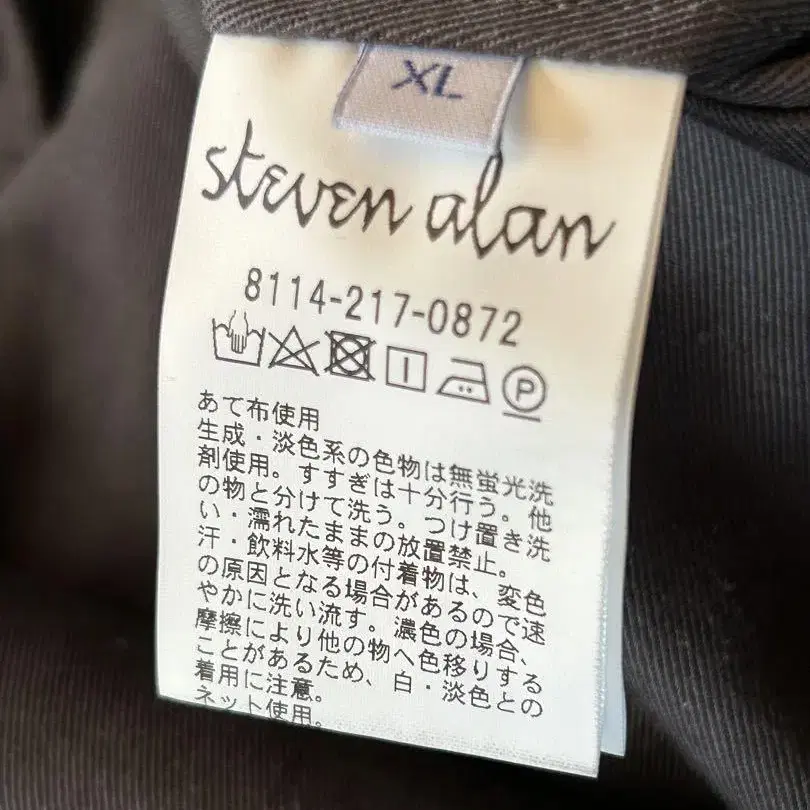 XL
steven alan
8114-217-0872
P
あて布使用
生成・淡色系の色物は無蛍光洗
剤使用。すすぎは十分行う。他
の物と分けて洗う。つけ置き洗
い・濡れたままの放置禁止。
汗・飲料水等の付着物は、変色
の原因となる場合があるので速
やかに洗い流す。濃色の場合、
摩擦により他の物へ色移りする
ことがあるため、白・淡色との
着用に注意。
ネット使用。